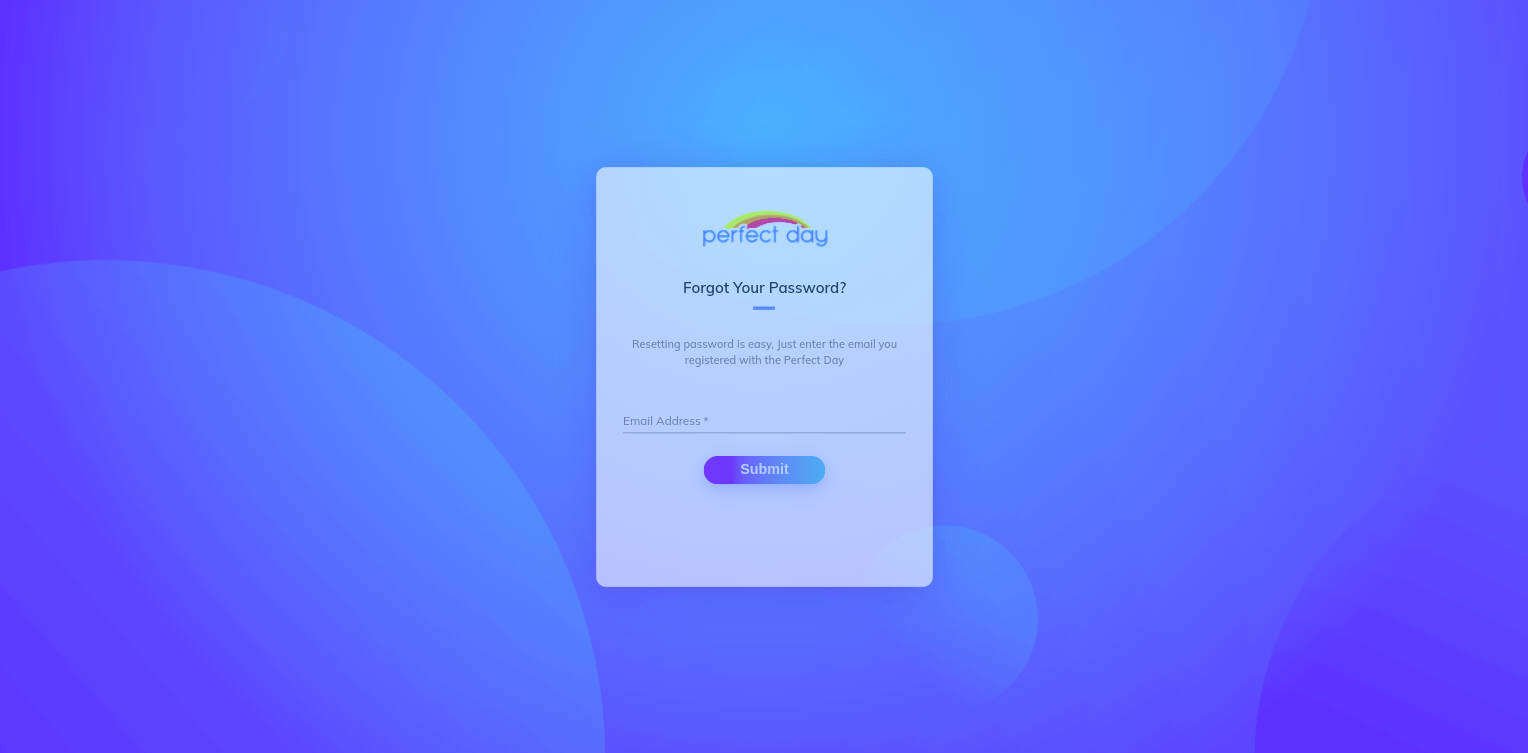 perfect day
Forgot Your Password?
Resetting password is easy, Just enter the email you
registered with the Perfect Day
Email Address *
Submit